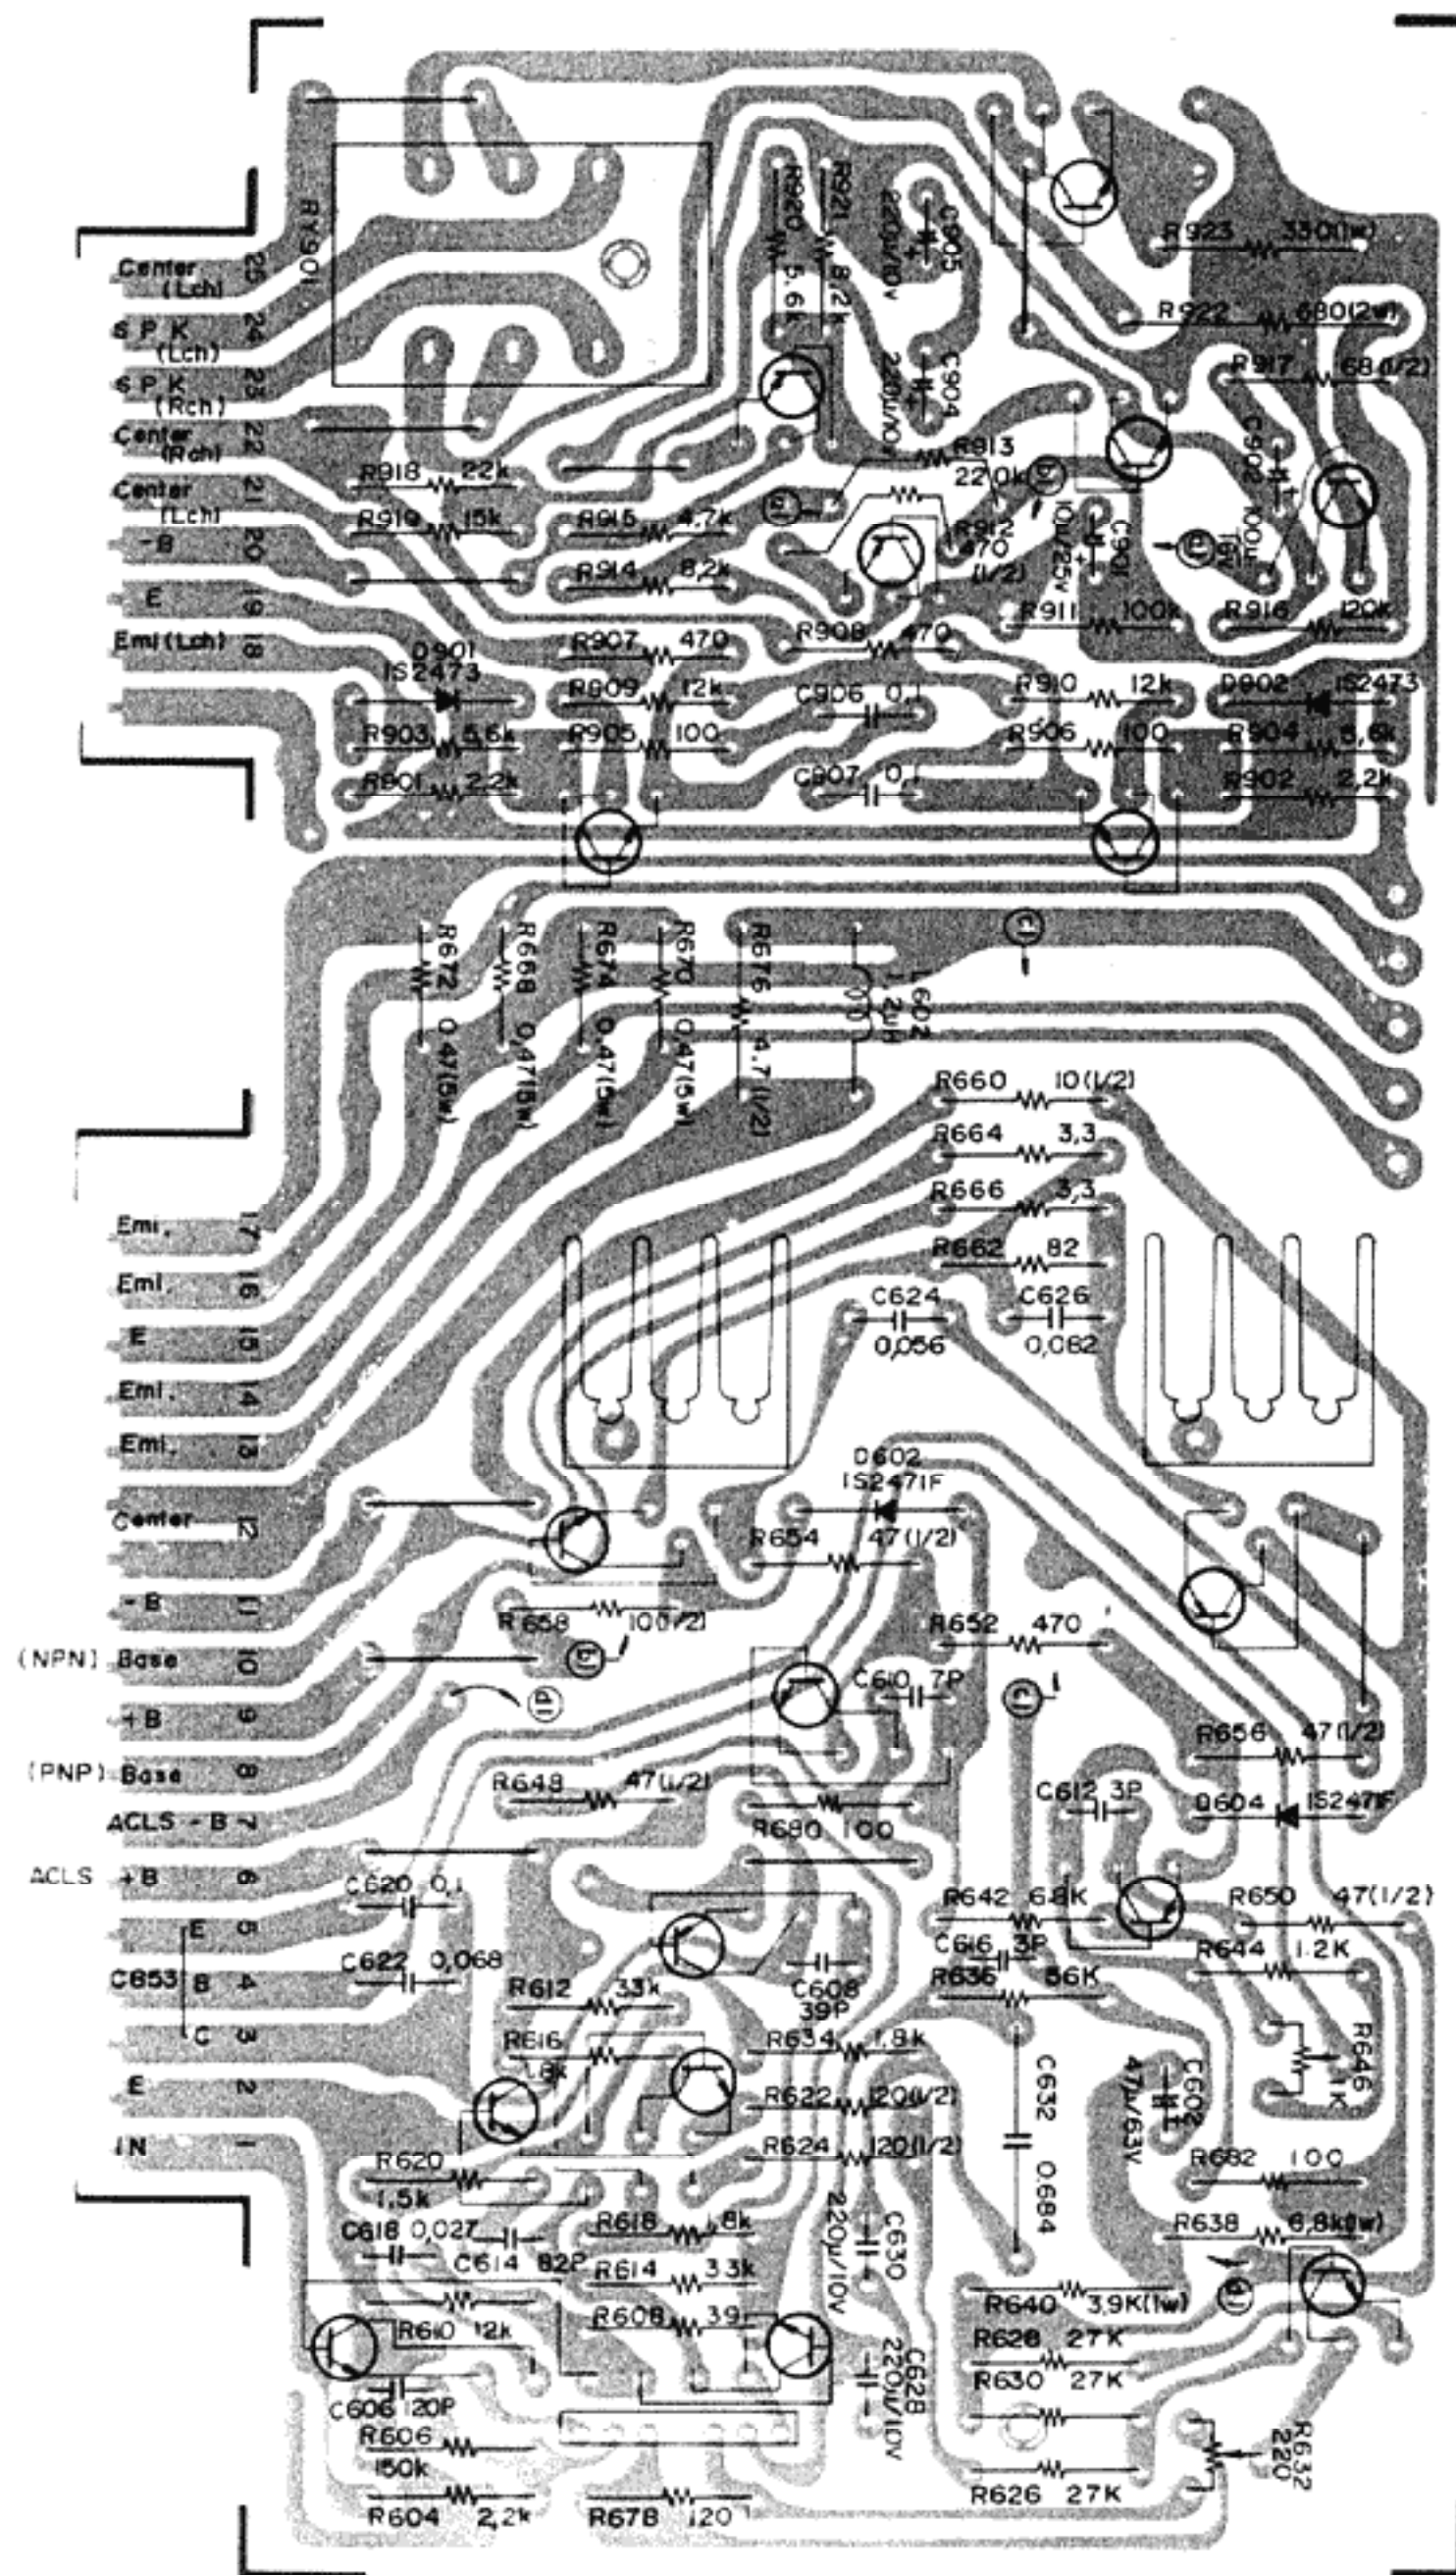 Center 25
(Lch)
S P K 24
(Lch)
S P K 23
(Rch)
Center 22
(Rch)
Center 21
(Lch)
-B 20
E 19
Emi(Lch) 18
RY901
R920 5.6k
R921 8.2k
220μ/10v C905
220μ/10v C904
R923 330(1w)
R922 680(2w)
R917 68(1/2)
C902 100μ 16v
R913
220k
R912
470
(1/2)
10μ/25v C901
R918 22k
R919 15k
R915 4.7k
R914 8.2k
R911 100k
R916 120k
R907 470
R908 470
D901
1S2473
R909 12k
C906 0.1
R910 12k
D902 1S2473
R903 5.6k
R905 100
R906 100
R904 5.6k
R901 2.2k
C907 0.1
R902 2.2k
R672 0.47(5w)
R668 0.47(5w)
R674 0.47(5w)
R670 0.47(5w)
R676 4.7(1/2)
L602
1.2μH
c1
R660 10(1/2)
R664 3.3
R666 3.3
R662 82
C624
0,056
C626
0,082
Emi. 17
Emi. 16
E 15
Emi. 14
Emi. 13
Center 12
-B 11
(NPN) Base 10
+B 9
(PNP) Base 8
ACLS -B 7
ACLS +B 6
E 5
C853 B 4
C 3
E 2
IN 1
D602
1S2471F
R654 47(1/2)
R658 10(1/2)
b1
R652 470
C610 7P
c1
d1
R656 47(1/2)
R648 47(1/2)
R680 100
C612 3P
D604 1S2471F
C620 0,1
R642 6.8K
R650 47(1/2)
C622 0,068
C616 3P
R644 1.2K
R612 33k
C608
39P
R636 56K
R616
1.8k
R634 1.8k
R646
1K
R622 120(1/2)
C632 0.684
47μ/63v C602
R620
1,5k
R624 120(1/2)
R682 100
C618 0,027
R618 1.8k
220μ/10V C630
R638 6,8k(1w)
C614 82P
R614 33k
R640 3,9K(1w)
R610 12k
R608 39
R628 27K
R630 27K
C606 120P
C628
220μ/10V
R606
150k
R632
220
R626 27K
R604 2,2k
R678 120